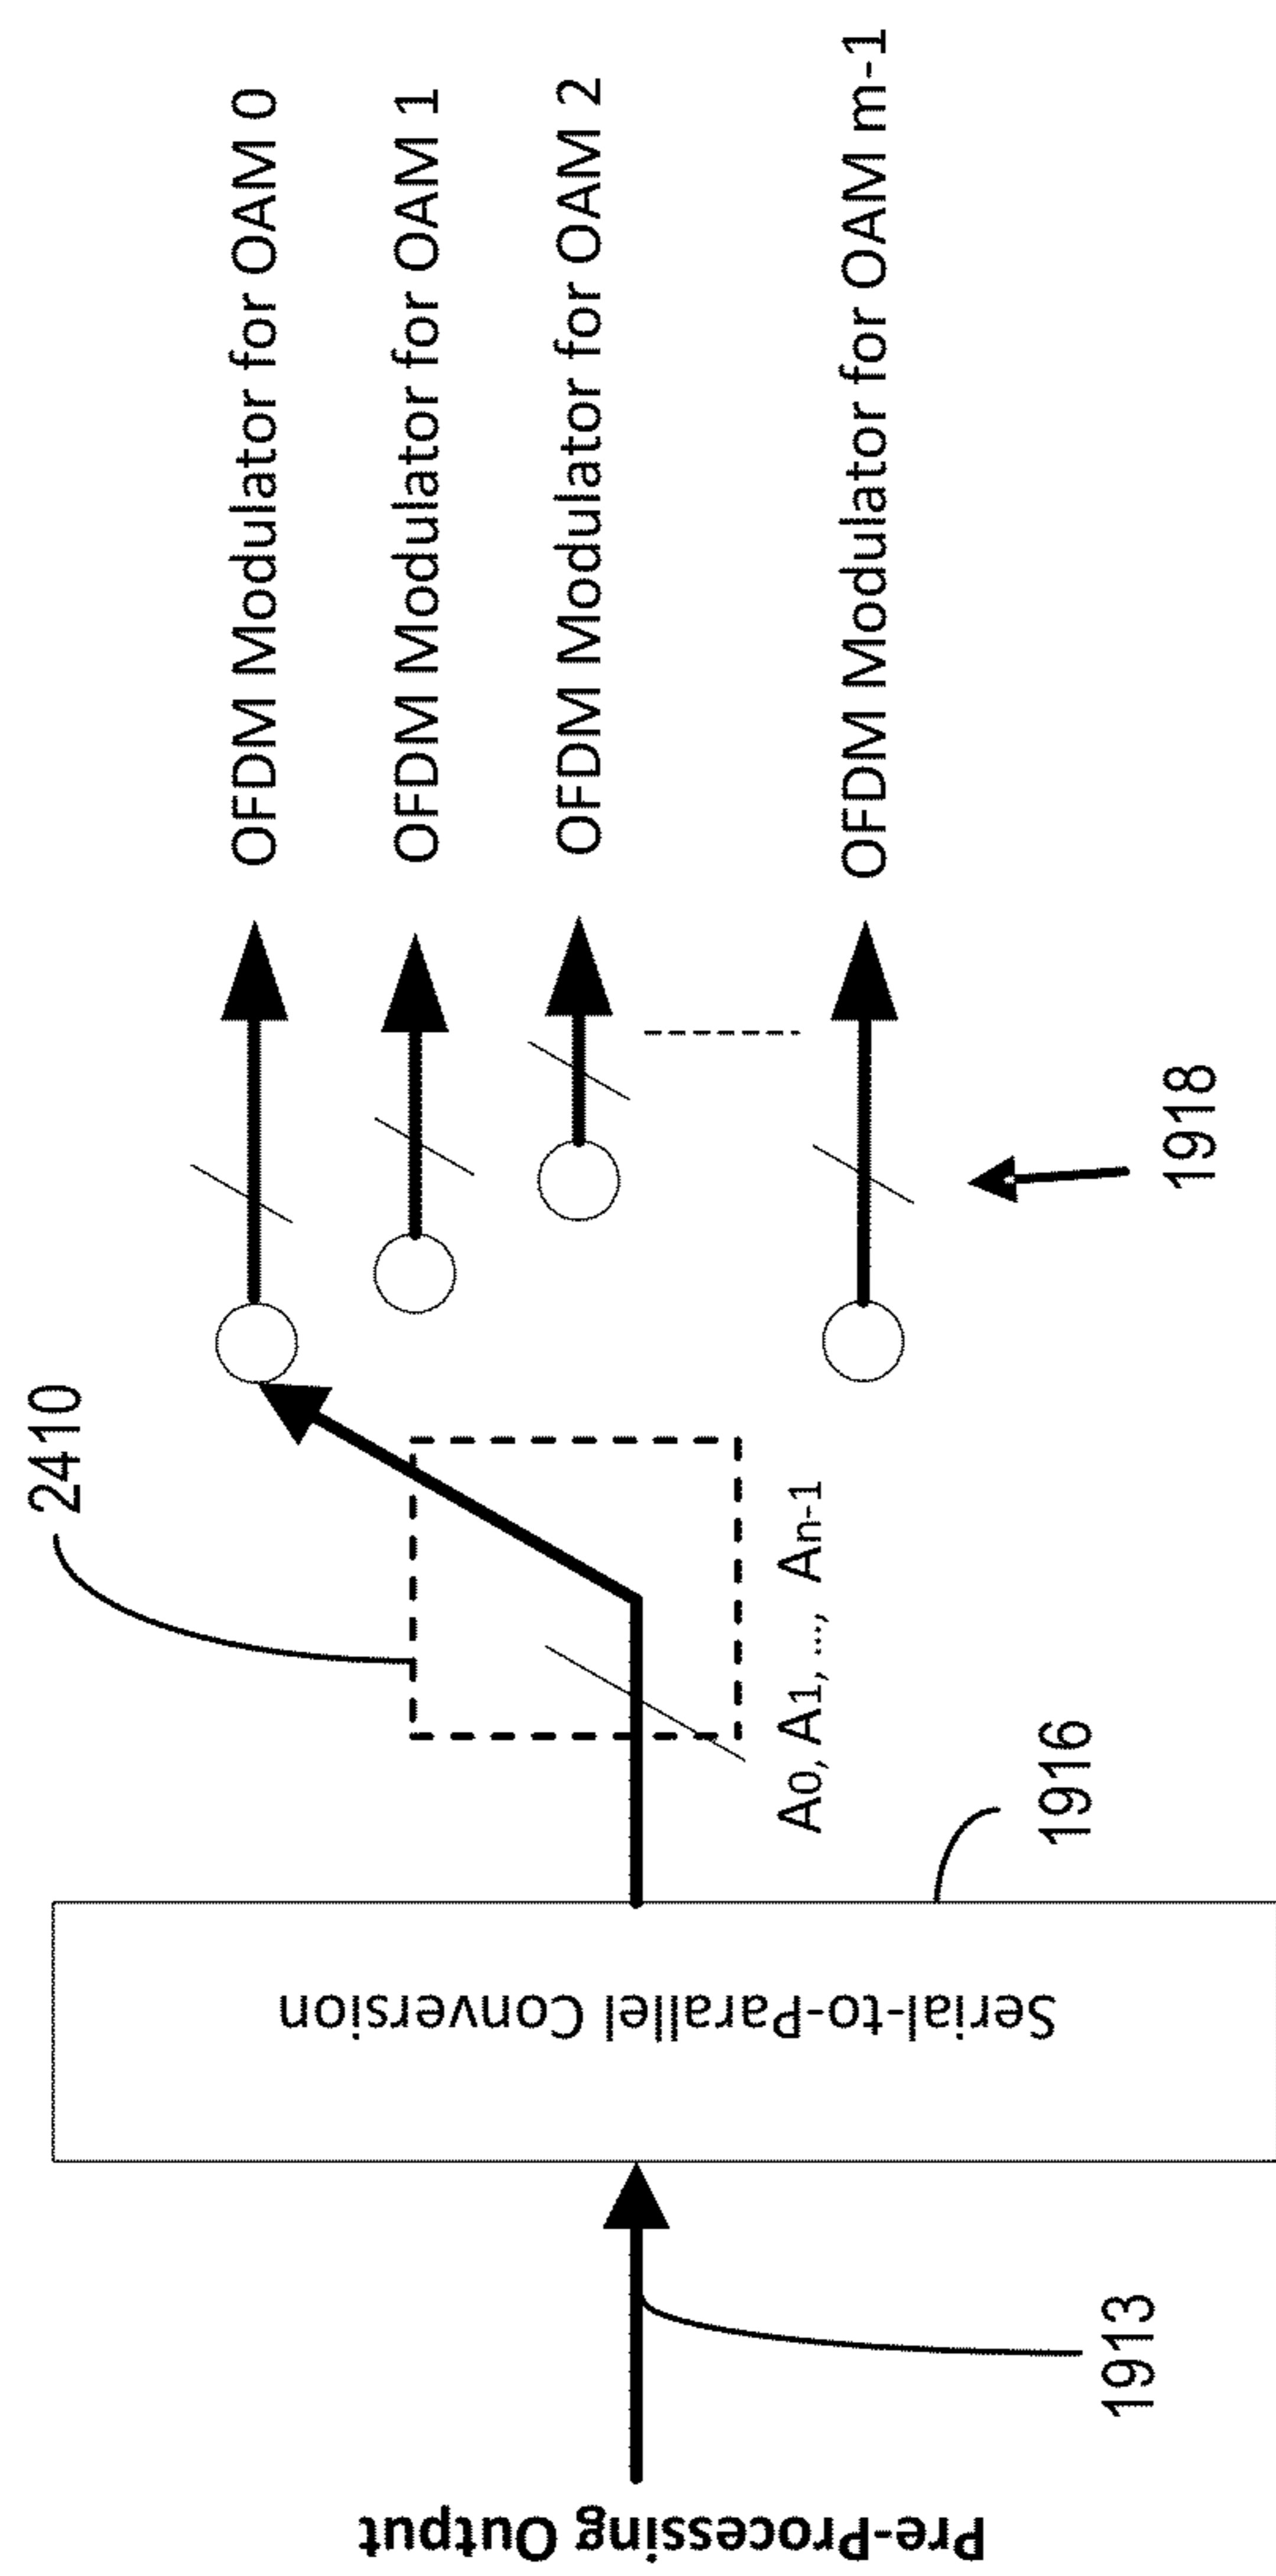 Pre-Processing Output
1913
Serial-to-Parallel Conversion
1916
A0, A1, ..., An-1
2410
1918
OFDM Modulator for OAM 0
OFDM Modulator for OAM 1
OFDM Modulator for OAM 2
OFDM Modulator for OAM m-1